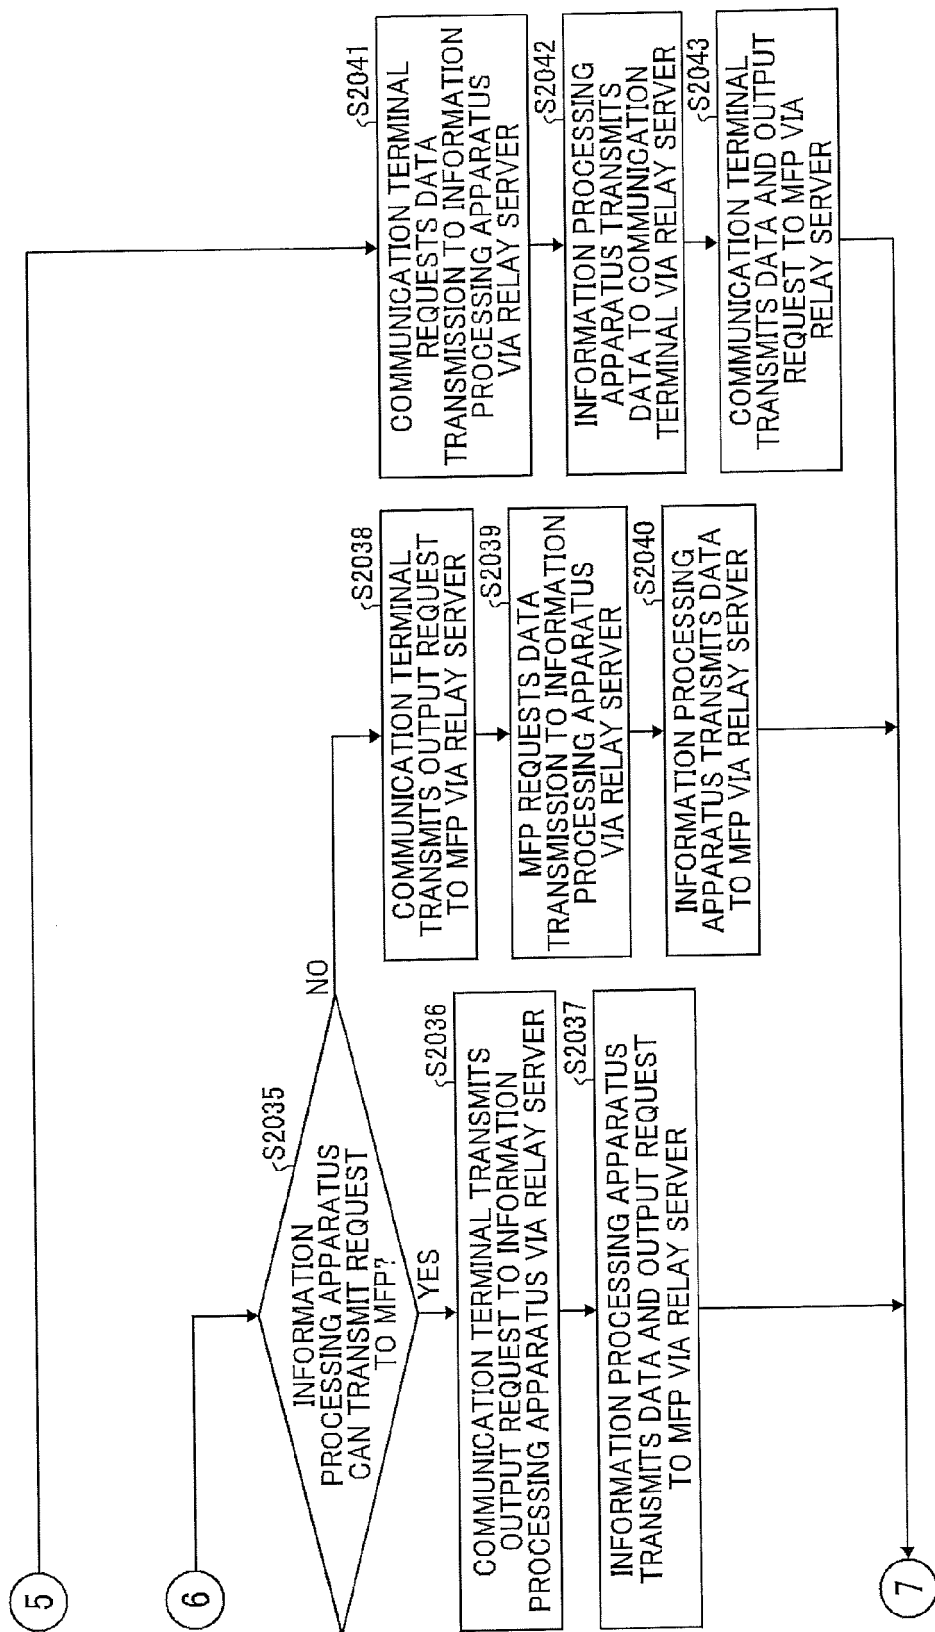 5
6
INFORMATION
PROCESSING APPARATUS
CAN TRANSMIT REQUEST
TO MFP?
S2035
NO
YES
COMMUNICATION TERMINAL TRANSMITS
OUTPUT REQUEST TO INFORMATION
PROCESSING APPARATUS VIA RELAY SERVER
S2036
INFORMATION PROCESSING APPARATUS
TRANSMITS DATA AND OUTPUT REQUEST
TO MFP VIA RELAY SERVER
S2037
COMMUNICATION TERMINAL
TRANSMITS OUTPUT REQUEST
TO MFP VIA RELAY SERVER
S2038
MFP REQUESTS DATA
TRANSMISSION TO INFORMATION
PROCESSING APPARATUS
VIA RELAY SERVER
S2039
INFORMATION PROCESSING
APPARATUS TRANSMITS DATA
TO MFP VIA RELAY SERVER
S2040
COMMUNICATION TERMINAL
REQUESTS DATA
TRANSMISSION TO INFORMATION
PROCESSING APPARATUS
VIA RELAY SERVER
S2041
INFORMATION PROCESSING
APPARATUS TRANSMITS
DATA TO COMMUNICATION
TERMINAL VIA RELAY SERVER
S2042
COMMUNICATION TERMINAL
TRANSMITS DATA AND OUTPUT
REQUEST TO MFP VIA
RELAY SERVER
S2043
7